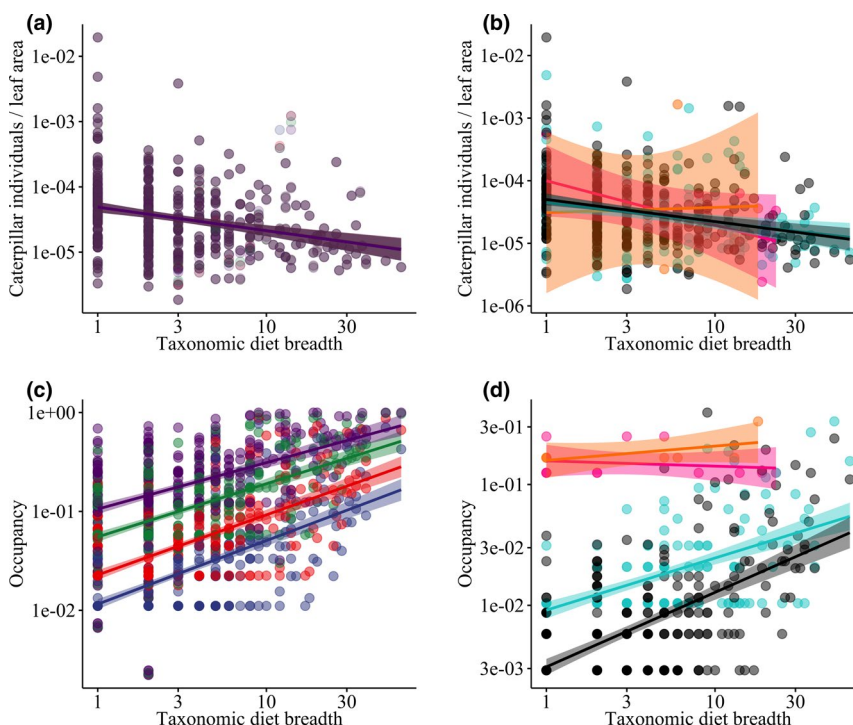 (a)
Caterpillar individuals / leaf area
1e-02
1e-03
1e-04
1e-05
1 3 10 30
Taxonomic diet breadth
(b)
Caterpillar individuals / leaf area
1e-02
1e-03
1e-04
1e-05
1e-06
1 3 10 30
Taxonomic diet breadth
(c)
Occupancy
1e+00
1e-01
1e-02
1 3 10 30
Taxonomic diet breadth
(d)
Occupancy
3e-01
1e-01
3e-02
1e-02
3e-03
1 3 10 30
Taxonomic diet breadth